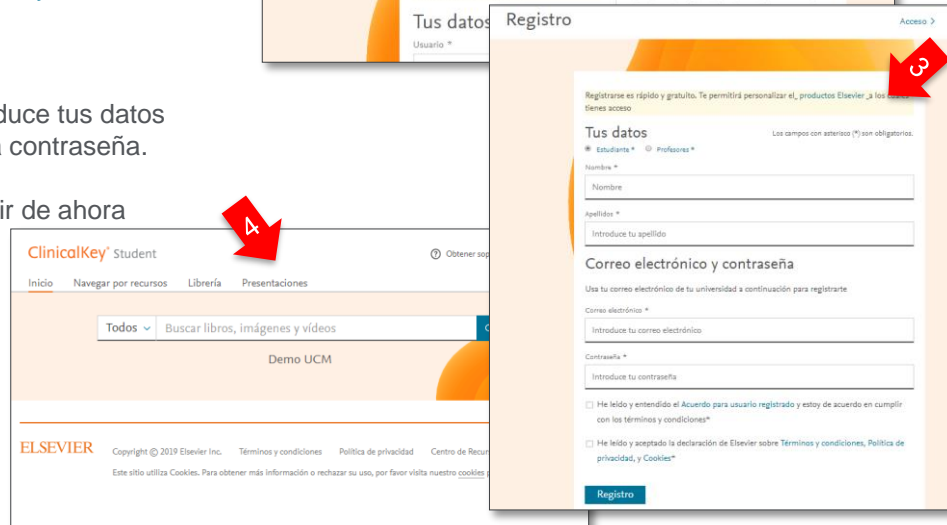 Tus datos
Usuario *
duce tus datos
a contraseña.
ir de ahora
Registro
Acceso >
3
Registrarse es rápido y gratuito. Te permitirá personalizar el_ productos Elsevier _a los
tienes acceso
Tus datos
Los campos con asterisco (*) son obligatorios.
Estudiante * Profesores *
Nombre *
Nombre
Apellidos *
Introduce tu apellido
Correo electrónico y contraseña
Usa tu correo electrónico de tu universidad a continuación para registrarte
Correo electrónico *
Introduce tu correo electrónico
Contraseña *
Introduce tu contraseña
He leído y entendido el Acuerdo para usuario registrado y estoy de acuerdo en cumplir
con los términos y condiciones*
He leído y aceptado la declaración de Elsevier sobre Términos y condiciones, Política de
privacidad, y Cookies*
Registro
4
ClinicalKey® Student
Obtener sop
Inicio Navegar por recursos Librería Presentaciones
Todos Buscar libros, imágenes y vídeos
Demo UCM
ELSEVIER
Copyright © 2019 Elsevier Inc. Términos y condiciones Política de privacidad Centro de Recur
Este sitio utiliza Cookies. Para obtener más información o rechazar su uso, por favor visita nuestro cookies p